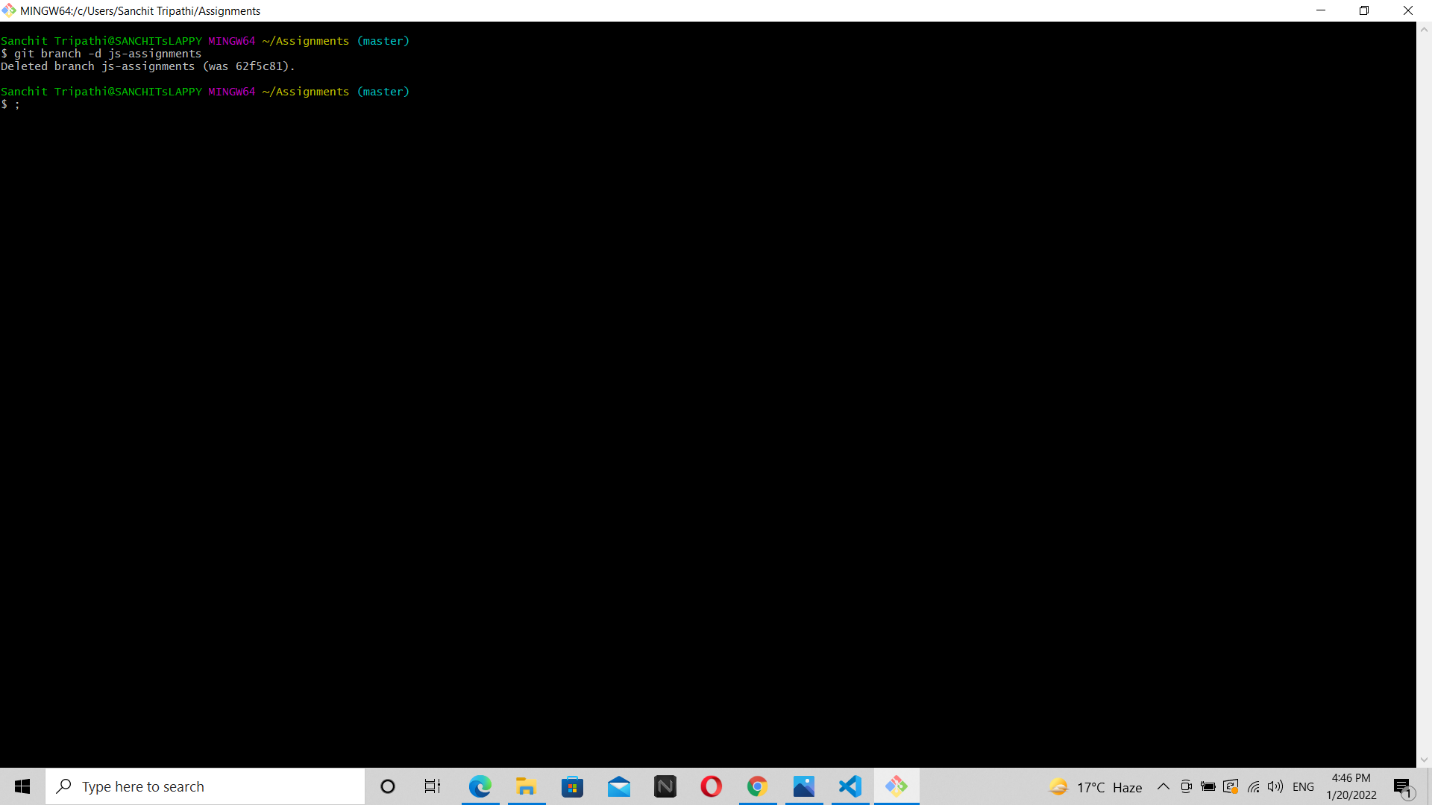 MINGW64:/c/Users/Sanchit Tripathi/Assignments
Sanchit Tripathi@SANCHITsLAPPY MINGW64 ~/Assignments (master)
$ git branch -d js-assignments
Deleted branch js-assignments (was 62f5c81).
Sanchit Tripathi@SANCHITsLAPPY MINGW64 ~/Assignments (master)
$ ;
Type here to search
N
17°C Haze
ENG
4:46 PM
1/20/2022
1